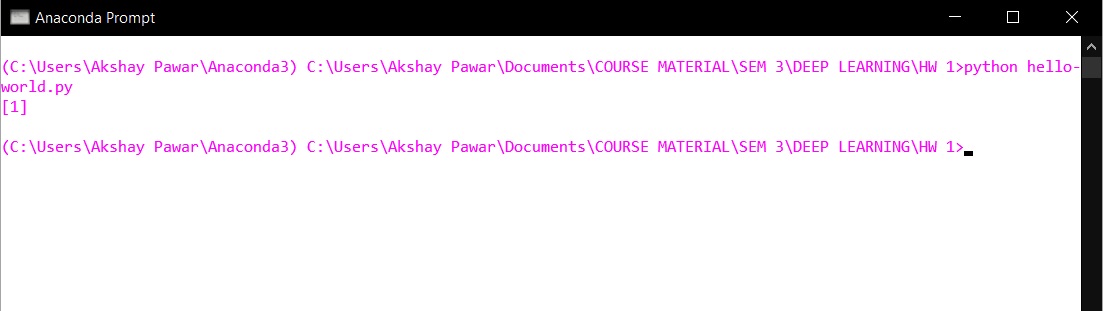 Anaconda Prompt
(C:\Users\Akshay Pawar\Anaconda3) C:\Users\Akshay Pawar\Documents\COURSE MATERIAL\SEM 3\DEEP LEARNING\HW 1>python hello-
world.py
[1]
(C:\Users\Akshay Pawar\Anaconda3) C:\Users\Akshay Pawar\Documents\COURSE MATERIAL\SEM 3\DEEP LEARNING\HW 1>